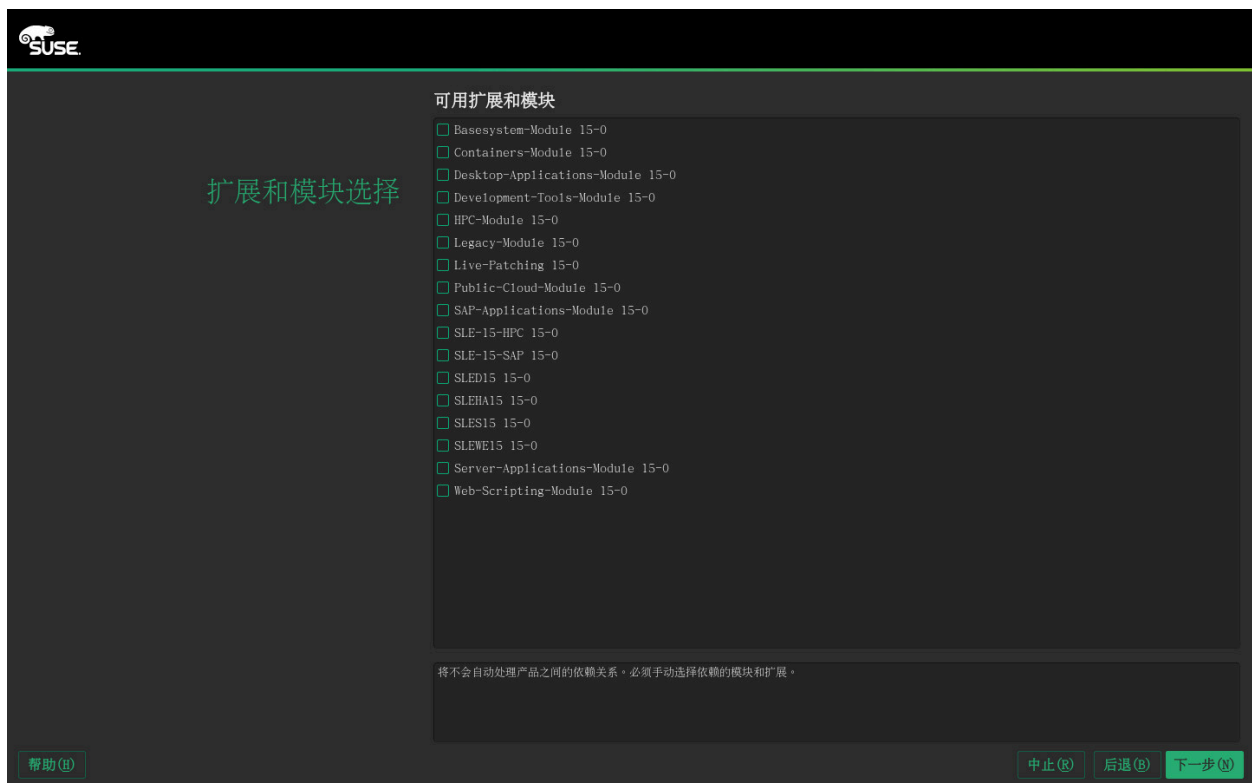 SUSE.
可用扩展和模块
扩展和模块选择
Basesystem-Module 15-0
Containers-Module 15-0
Desktop-Applications-Module 15-0
Development-Tools-Module 15-0
HPC-Module 15-0
Legacy-Module 15-0
Live-Patching 15-0
Public-Cloud-Module 15-0
SAP-Applications-Module 15-0
SLE-15-HPC 15-0
SLE-15-SAP 15-0
SLED15 15-0
SLEHA15 15-0
SLES15 15-0
SLEWE15 15-0
Server-Applications-Module 15-0
Web-Scripting-Module 15-0
将不会自动处理产品之间的依赖关系。必须手动选择依赖的模块和扩展。
帮助(H) 中止(R) 后退(B) 下一步(N)